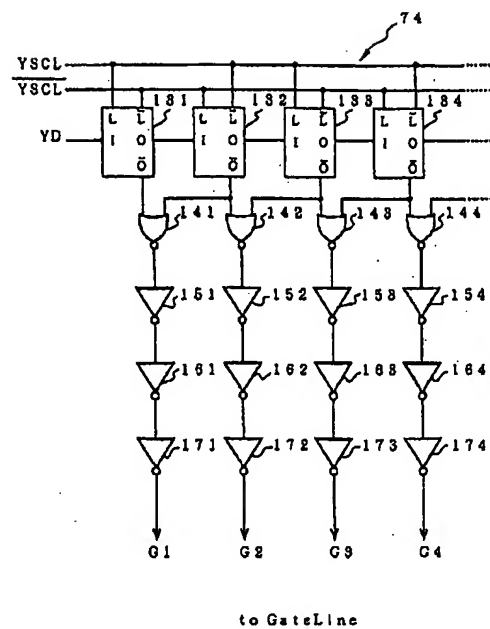 74
YSCL
YSCL
131 132 133 134
L L̄ L L̄ L L̄ L L̄
YD I O I O I O I O
Ō Ō Ō Ō
141 142 143 144
151 152 153 154
161 162 163 164
171 172 173 174
G1 G2 G3 G4
to GateLine